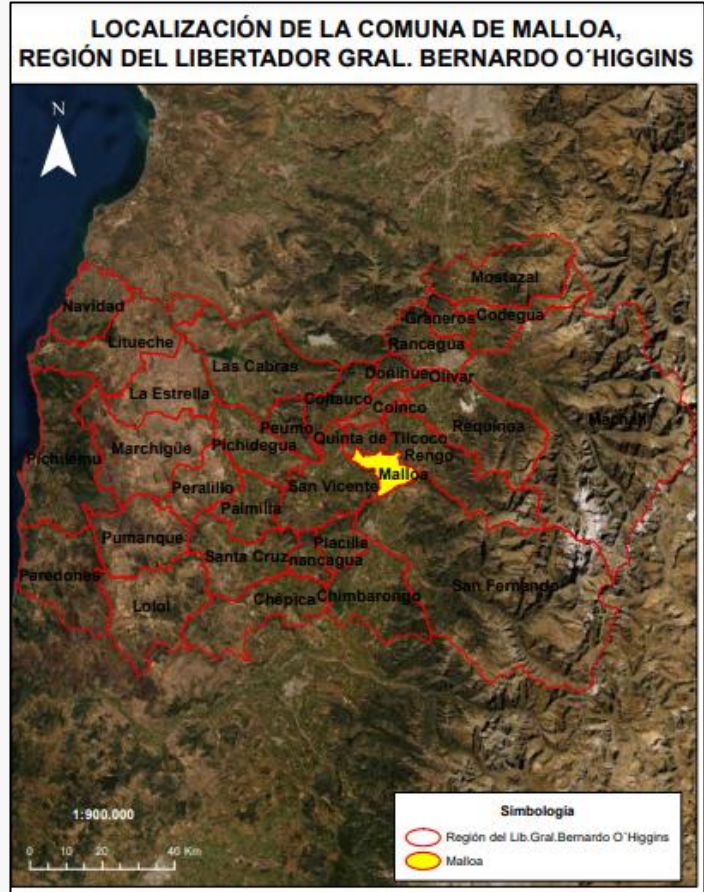 LOCALIZACIÓN DE LA COMUNA DE MALLOA,
REGIÓN DEL LIBERTADOR GRAL. BERNARDO O´HIGGINS
N
Mostazal
Navidad
Graneros
Codegua
Litueche
Rancagua
Las Cabras
Doñihue
Olivar
La Estrella
Coltauco
Coinco
Machalí
Peumo
Requínoa
Marchigüe
Pichidegua
Quinta de Tilcoco
Rengo
Pichilemu
Malloa
Peralillo
San Vicente
Palmilla
Pumanque
Placilla
Santa Cruz
nancagua
Paredones
San Fernando
Lolol
Chépica
Chimbarongo
1:900.000
0 10 20 40 Km
Simbología
Región del Lib.Gral.Bernardo O´Higgins
Malloa